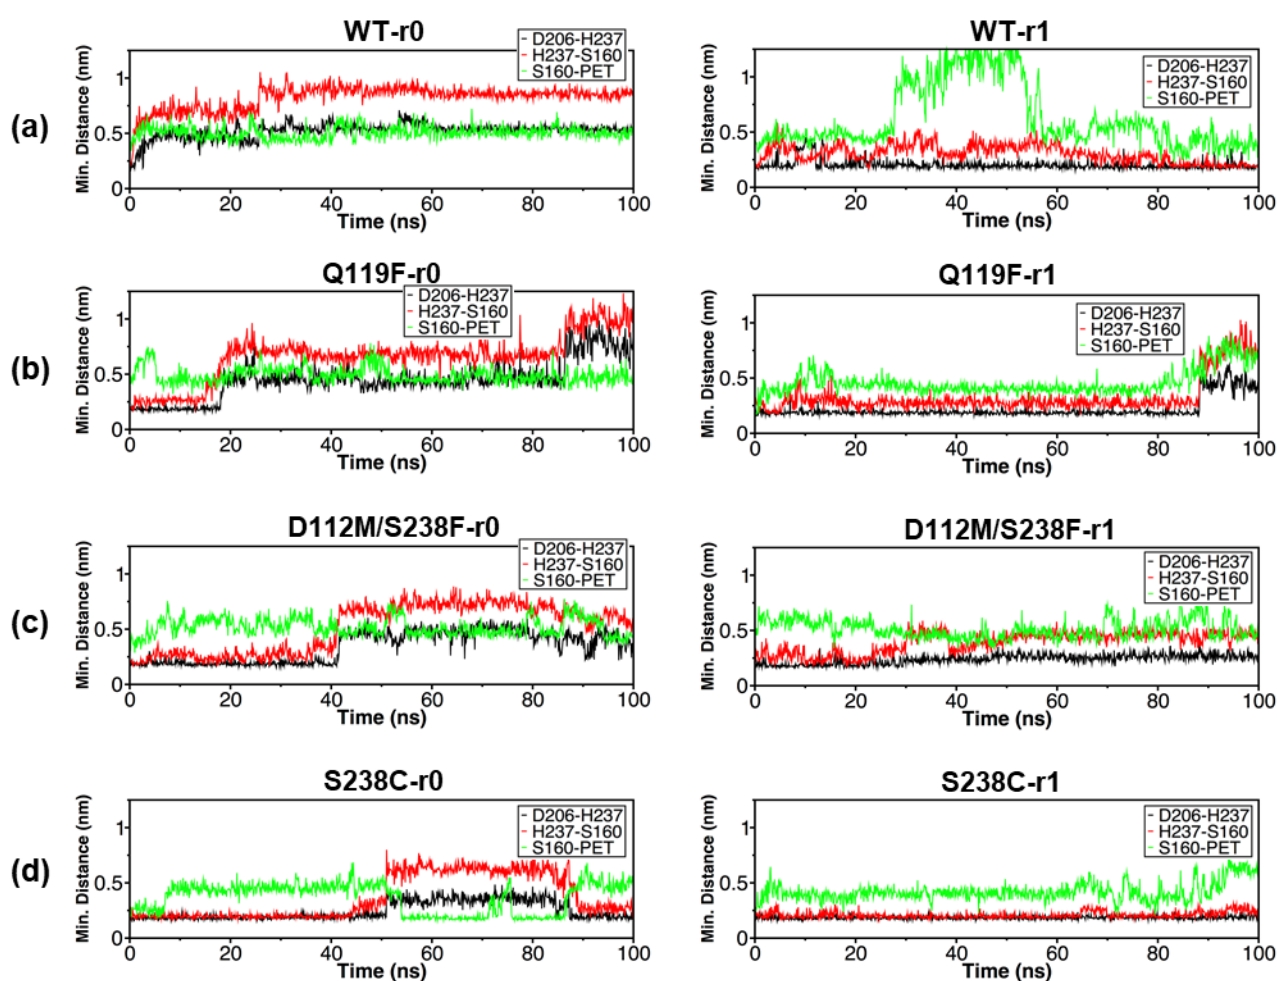 WT-r0
WT-r1
(a)
Min. Distance (nm)
1
0.5
0
D206-H237
H237-S160
S160-PET
0 20 40 60 80 100
Time (ns)
Min. Distance (nm)
1
0.5
0
D206-H237
H237-S160
S160-PET
0 20 40 60 80 100
Time (ns)
Q119F-r0
Q119F-r1
(b)
Min. Distance (nm)
1
0.5
0
D206-H237
H237-S160
S160-PET
0 20 40 60 80 100
Time (ns)
Min. Distance (nm)
1
0.5
0
D206-H237
H237-S160
S160-PET
0 20 40 60 80 100
Time (ns)
D112M/S238F-r0
D112M/S238F-r1
(c)
Min. Distance (nm)
1
0.5
0
D206-H237
H237-S160
S160-PET
0 20 40 60 80 100
Time (ns)
Min. Distance (nm)
1
0.5
0
D206-H237
H237-S160
S160-PET
0 20 40 60 80 100
Time (ns)
S238C-r0
S238C-r1
(d)
Min. Distance (nm)
1
0.5
0
D206-H237
H237-S160
S160-PET
0 20 40 60 80 100
Time (ns)
Min. Distance (nm)
1
0.5
0
D206-H237
H237-S160
S160-PET
0 20 40 60 80 100
Time (ns)